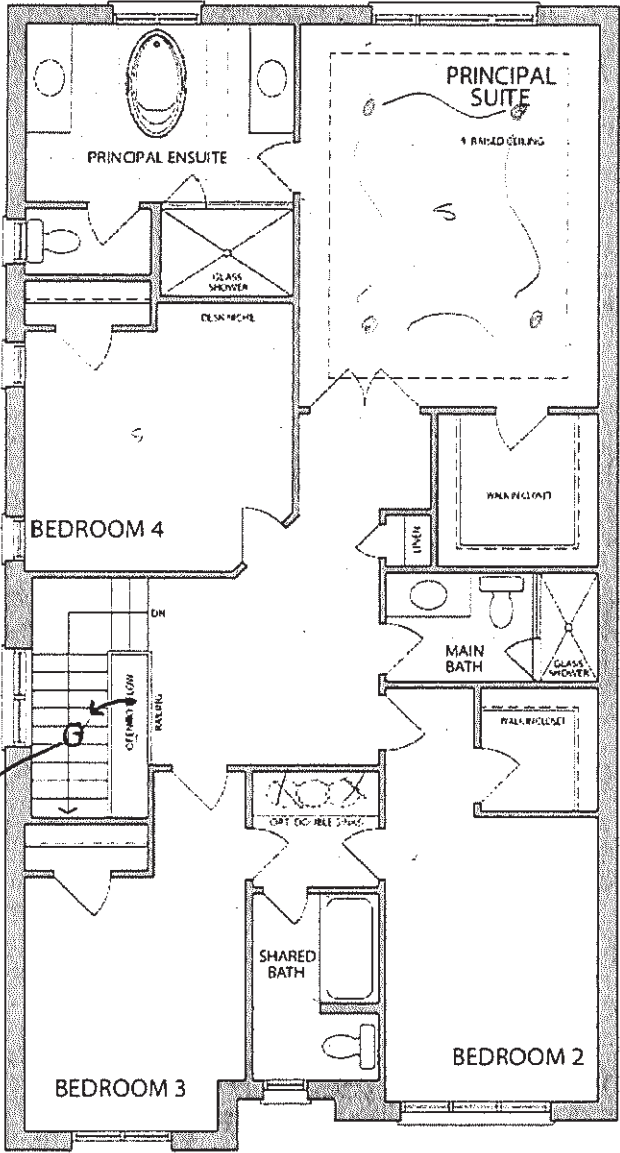 PRINCIPAL
SUITE
PRINCIPAL ENSUITE
RAISED CEILING
GLASS
SHOWER
DESK NICHE
WALK IN CLOSET
BEDROOM 4
LINEN
DN
MAIN
BATH
GLASS
SHOWER
OPEN TO BELOW
RAILING
WALK IN CLOSET
OPT. DOUBLE SINKS
SHARED
BATH
BEDROOM 2
BEDROOM 3